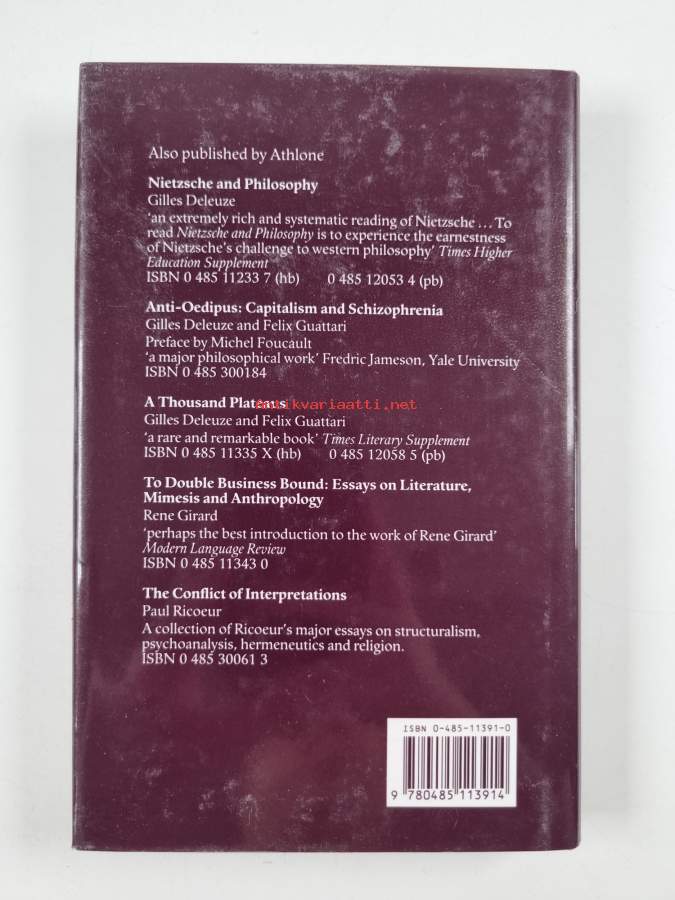 Also published by Athlone
Nietzsche and Philosophy
Gilles Deleuze
‘an extremely rich and systematic reading of Nietzsche ... To
read Nietzsche and Philosophy is to experience the earnestness
of Nietzsche’s challenge to western philosophy’ Times Higher
Education Supplement
ISBN 0 485 11233 7 (hb) 0 485 12053 4 (pb)
Anti-Oedipus: Capitalism and Schizophrenia
Gilles Deleuze and Felix Guattari
Preface by Michel Foucault
‘a major philosophical work’ Fredric Jameson, Yale University
ISBN 0 485 300184
A Thousand Plateaus
Antikvariaatti.net
Gilles Deleuze and Felix Guattari
‘a rare and remarkable book’ Times Literary Supplement
ISBN 0 485 11335 X (hb) 0 485 12058 5 (pb)
To Double Business Bound: Essays on Literature,
Mimesis and Anthropology
Rene Girard
‘perhaps the best introduction to the work of Rene Girard’
Modern Language Review
ISBN 0 485 11343 0
The Conflict of Interpretations
Paul Ricoeur
A collection of Ricoeur’s major essays on structuralism,
psychoanalysis, hermeneutics and religion.
ISBN 0 485 30061 3
ISBN 0-485-11391-0
9 780485 113914